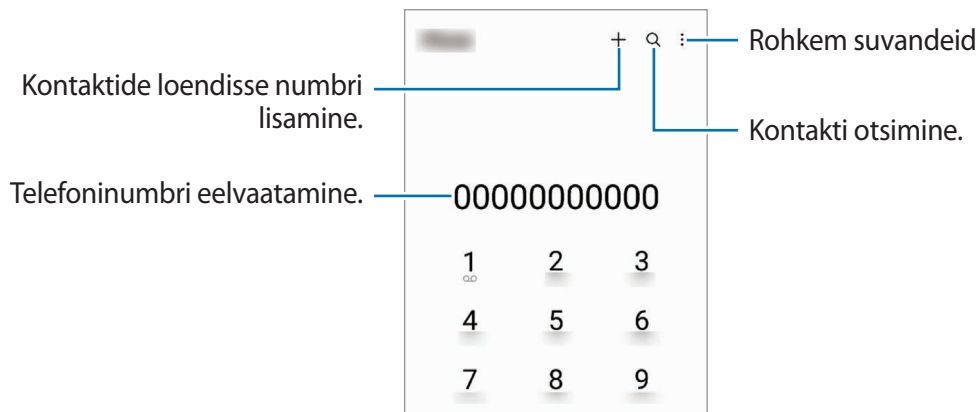 Rohkem suvandeid
Kontaktide loendisse numbri
lisamine.
Kontakti otsimine.
Telefoninumbri eelvaatamine.
00000000000
1 2 3
4 5 6
7 8 9